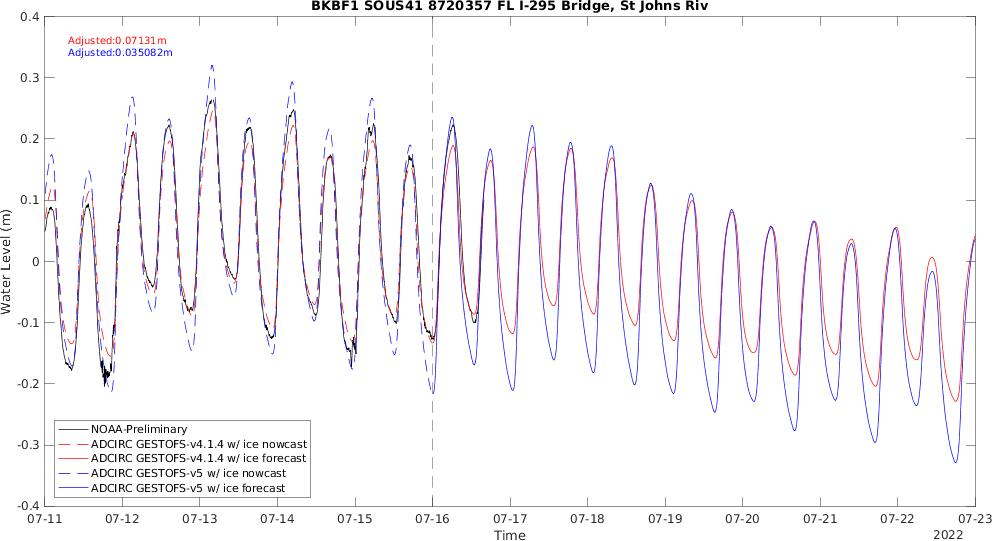 BKBF1 SOUS41 8720357 FL I-295 Bridge, St Johns Riv
Adjusted:0.07131m
Adjusted:0.035082m
0.4
0.3
0.2
0.1
0
-0.1
-0.2
-0.3
-0.4
Water Level (m)
NOAA-Preliminary
ADCIRC GESTOFS-v4.1.4 w/ ice nowcast
ADCIRC GESTOFS-v4.1.4 w/ ice forecast
ADCIRC GESTOFS-v5 w/ ice nowcast
ADCIRC GESTOFS-v5 w/ ice forecast
07-11 07-12 07-13 07-14 07-15 07-16 07-17 07-18 07-19 07-20 07-21 07-22 07-23
Time
2022